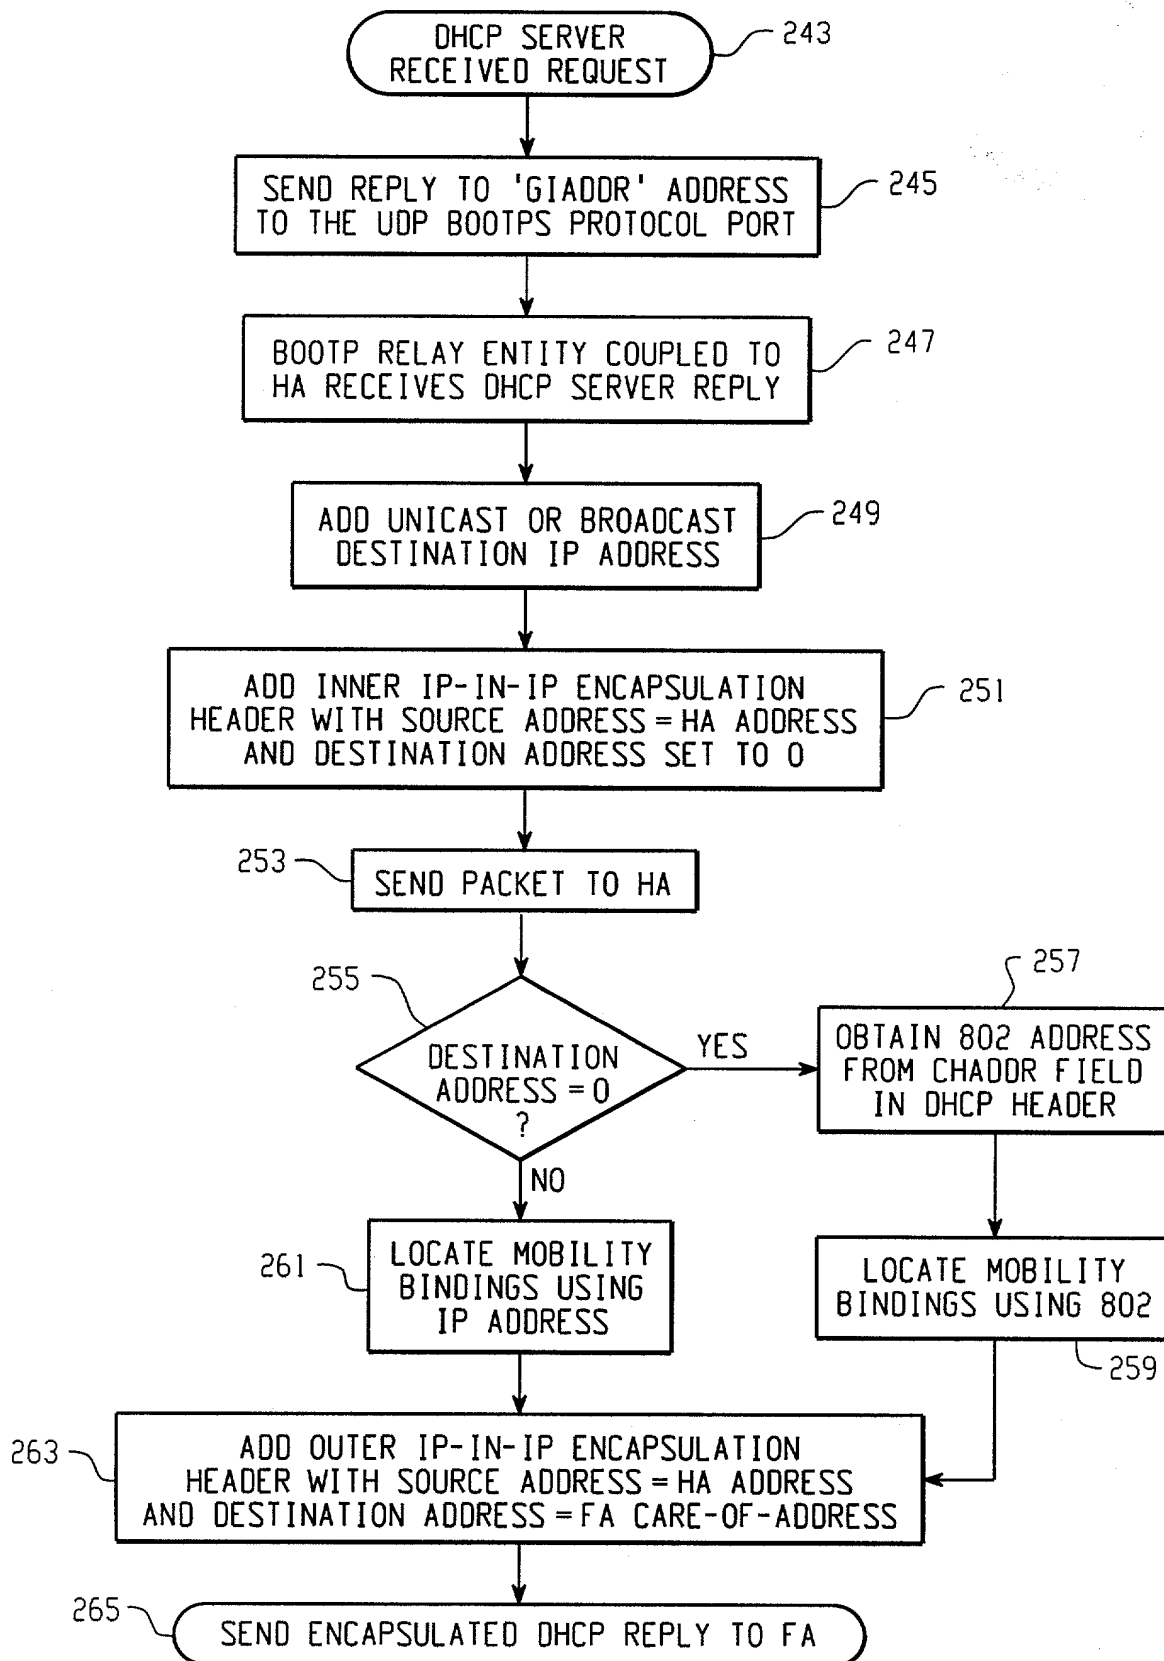 DHCP SERVER
RECEIVED REQUEST
243
SEND REPLY TO 'GIADDR' ADDRESS
TO THE UDP BOOTPS PROTOCOL PORT
245
BOOTP RELAY ENTITY COUPLED TO
HA RECEIVES DHCP SERVER REPLY
247
ADD UNICAST OR BROADCAST
DESTINATION IP ADDRESS
249
ADD INNER IP-IN-IP ENCAPSULATION
HEADER WITH SOURCE ADDRESS = HA ADDRESS
AND DESTINATION ADDRESS SET TO 0
251
253
SEND PACKET TO HA
255
DESTINATION
ADDRESS = 0
?
YES
NO
257
OBTAIN 802 ADDRESS
FROM CHADDR FIELD
IN DHCP HEADER
261
LOCATE MOBILITY
BINDINGS USING
IP ADDRESS
LOCATE MOBILITY
BINDINGS USING 802
259
263
ADD OUTER IP-IN-IP ENCAPSULATION
HEADER WITH SOURCE ADDRESS = HA ADDRESS
AND DESTINATION ADDRESS = FA CARE-OF-ADDRESS
265
SEND ENCAPSULATED DHCP REPLY TO FA